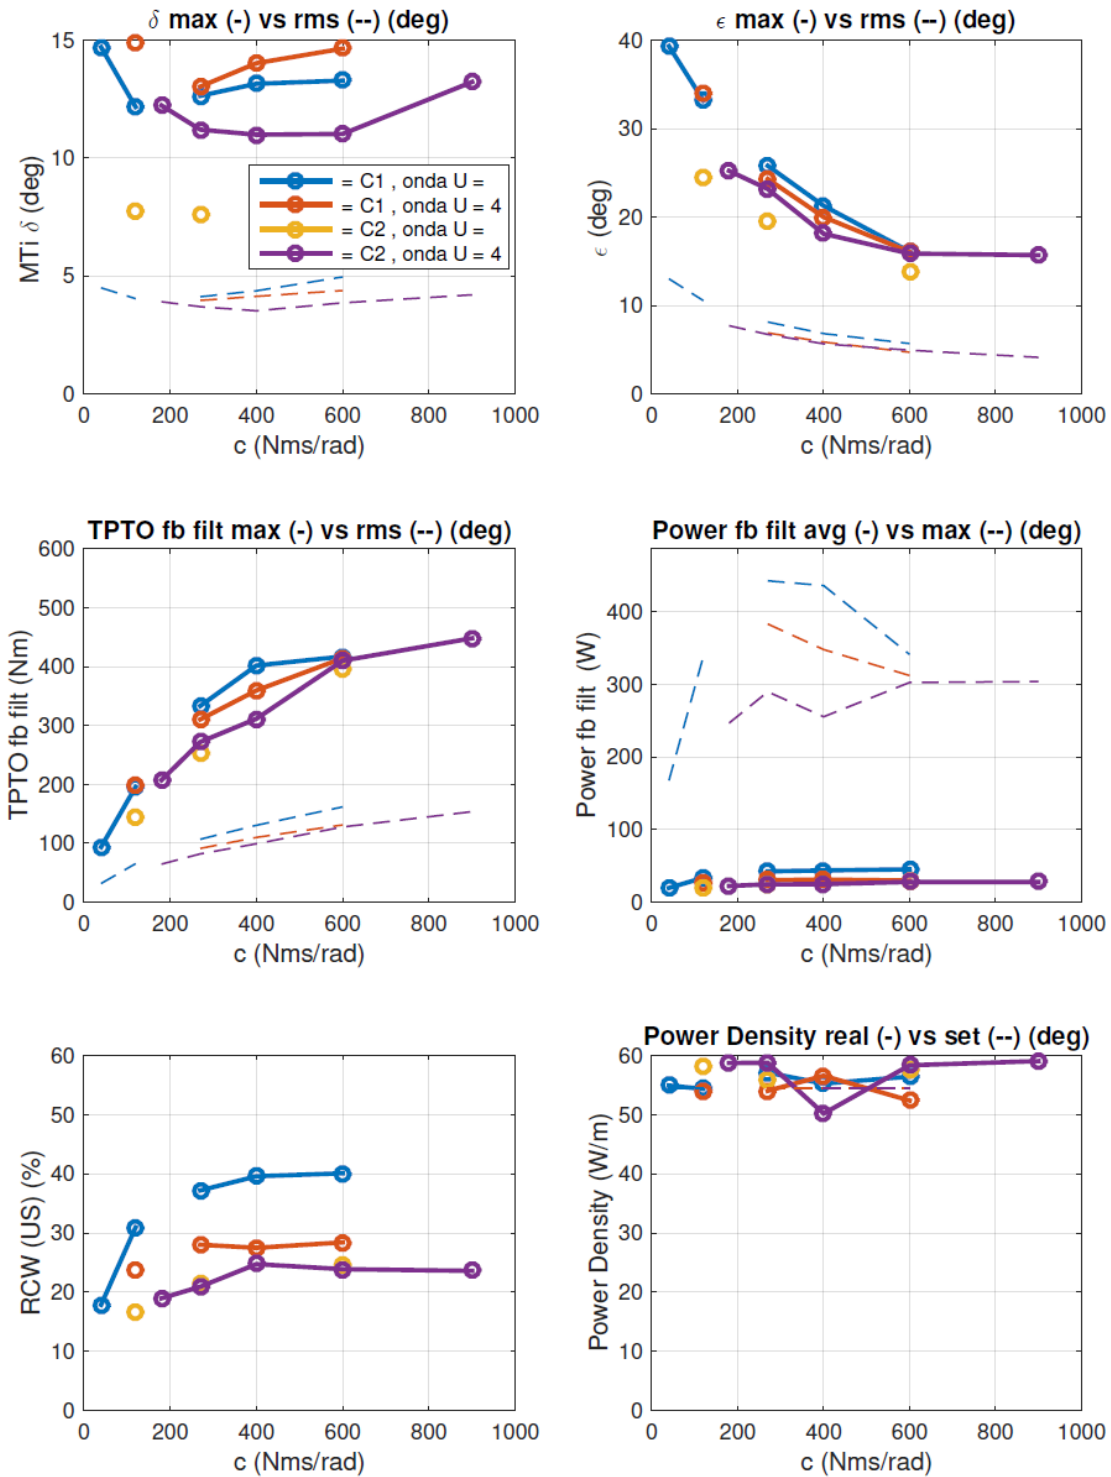 δ max (-) vs rms (--) (deg)
15
10
5
0
MTi δ (deg)
= C1 , onda U =
= C1 , onda U = 4
= C2 , onda U =
= C2 , onda U = 4
0 200 400 600 800 1000
c (Nms/rad)
ϵ max (-) vs rms (--) (deg)
40
30
20
10
0
ϵ (deg)
0 200 400 600 800 1000
c (Nms/rad)
TPTO fb filt max (-) vs rms (--) (deg)
600
500
400
300
200
100
0
TPTO fb filt (Nm)
0 200 400 600 800 1000
c (Nms/rad)
Power fb filt avg (-) vs max (--) (deg)
400
300
200
100
0
Power fb filt (W)
0 200 400 600 800 1000
c (Nms/rad)
60
50
40
30
20
10
0
RCW (US) (%)
0 200 400 600 800 1000
c (Nms/rad)
Power Density real (-) vs set (--) (deg)
60
50
40
30
20
10
0
Power Density (W/m)
0 200 400 600 800 1000
c (Nms/rad)